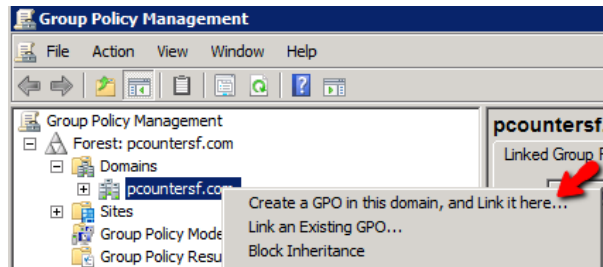 Group Policy Management
File Action View Window Help
Group Policy Management
Forest: pcountersf.com
Domains
pcountersf.com
Sites
Group Policy Mode
Group Policy Resu
pcountersf.
Linked Group P
Create a GPO in this domain, and Link it here...
Link an Existing GPO...
Block Inheritance